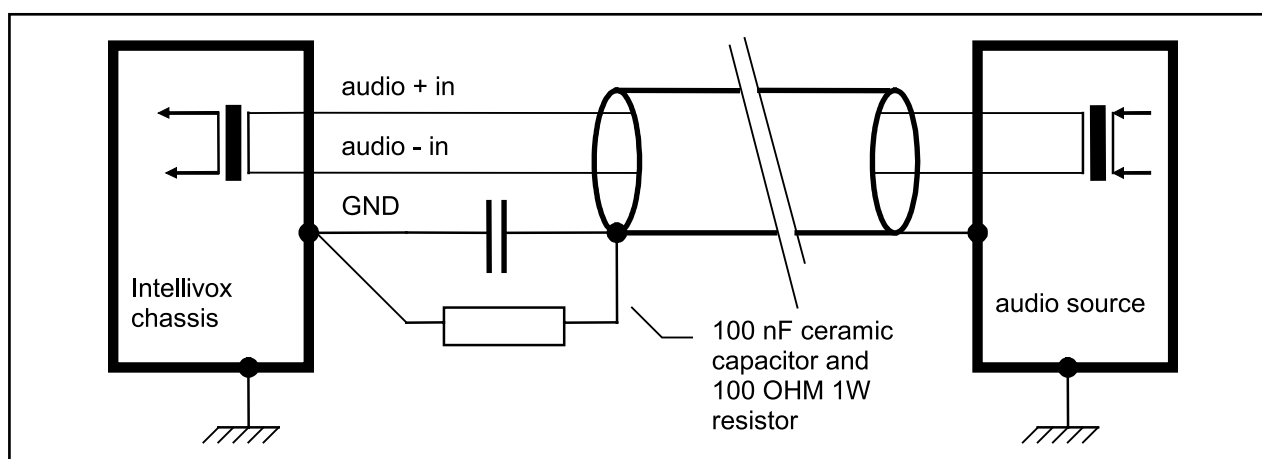 audio + in
audio - in
GND
Intellivox
chassis
audio source
100 nF ceramic
capacitor and
100 OHM 1W
resistor